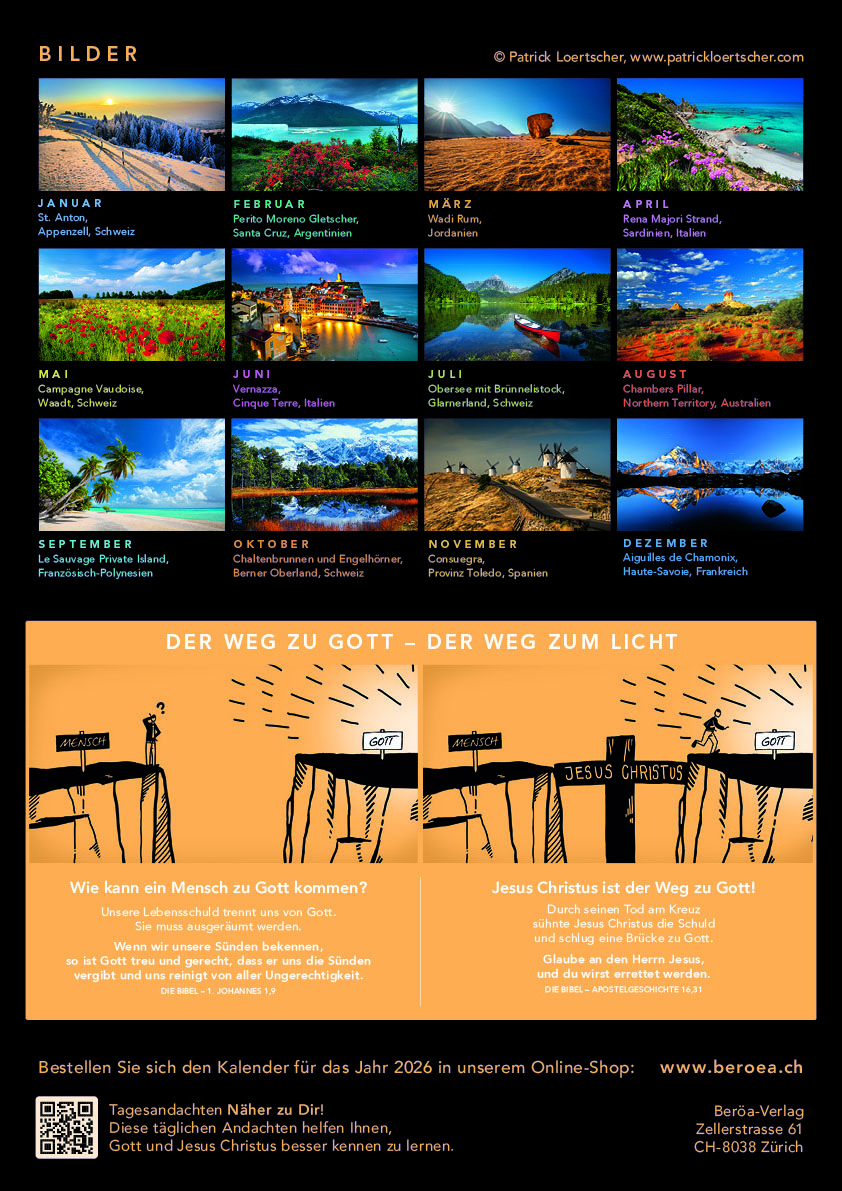 BILDER
© Patrick Loertscher, www.patrickloertscher.com
JANUAR
St. Anton,
Appenzell, Schweiz
FEBRUAR
Perito Moreno Gletscher,
Santa Cruz, Argentinien
MÄRZ
Wadi Rum,
Jordanien
APRIL
Rena Majori Strand,
Sardinien, Italien
MAI
Campagne Vaudoise,
Waadt, Schweiz
JUNI
Vernazza,
Cinque Terre, Italien
JULI
Obersee mit Brünnelistock,
Glarnerland, Schweiz
AUGUST
Chambers Pillar,
Northern Territory, Australien
SEPTEMBER
Le Sauvage Private Island,
Französisch-Polynesien
OKTOBER
Chaltenbrunnen und Engelhörner,
Berner Oberland, Schweiz
NOVEMBER
Consuegra,
Provinz Toledo, Spanien
DEZEMBER
Aiguilles de Chamonix,
Haute-Savoie, Frankreich
DER WEG ZU GOTT – DER WEG ZUM LICHT
?
MENSCH
GOTT
MENSCH
JESUS CHRISTUS
GOTT
Wie kann ein Mensch zu Gott kommen?
Unsere Lebensschuld trennt uns von Gott.
Sie muss ausgeräumt werden.
Wenn wir unsere Sünden bekennen,
so ist Gott treu und gerecht, dass er uns die Sünden
vergibt und uns reinigt von aller Ungerechtigkeit.
DIE BIBEL – 1. JOHANNES 1,9
Jesus Christus ist der Weg zu Gott!
Durch seinen Tod am Kreuz
sühnte Jesus Christus die Schuld
und schlug eine Brücke zu Gott.
Glaube an den Herrn Jesus,
und du wirst errettet werden.
DIE BIBEL – APOSTELGESCHICHTE 16,31
Bestellen Sie sich den Kalender für das Jahr 2026 in unserem Online-Shop: www.beroea.ch
Tagesandachten Näher zu Dir!
Diese täglichen Andachten helfen Ihnen,
Gott und Jesus Christus besser kennen zu lernen.
Beröa-Verlag
Zellerstrasse 61
CH-8038 Zürich